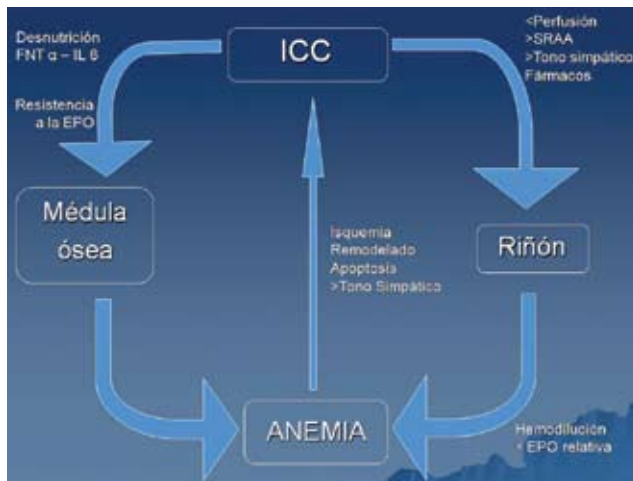 Desnutrición
FNT α – IL 6
ICC
<Perfusión
>SRAA
>Tono simpático
Fármacos
Resistencia
a la EPO
Médula
ósea
Isquemia
Remodelado
Apoptosis
>Tono Simpático
Riñón
ANEMIA
Hemodilución
< EPO relativa